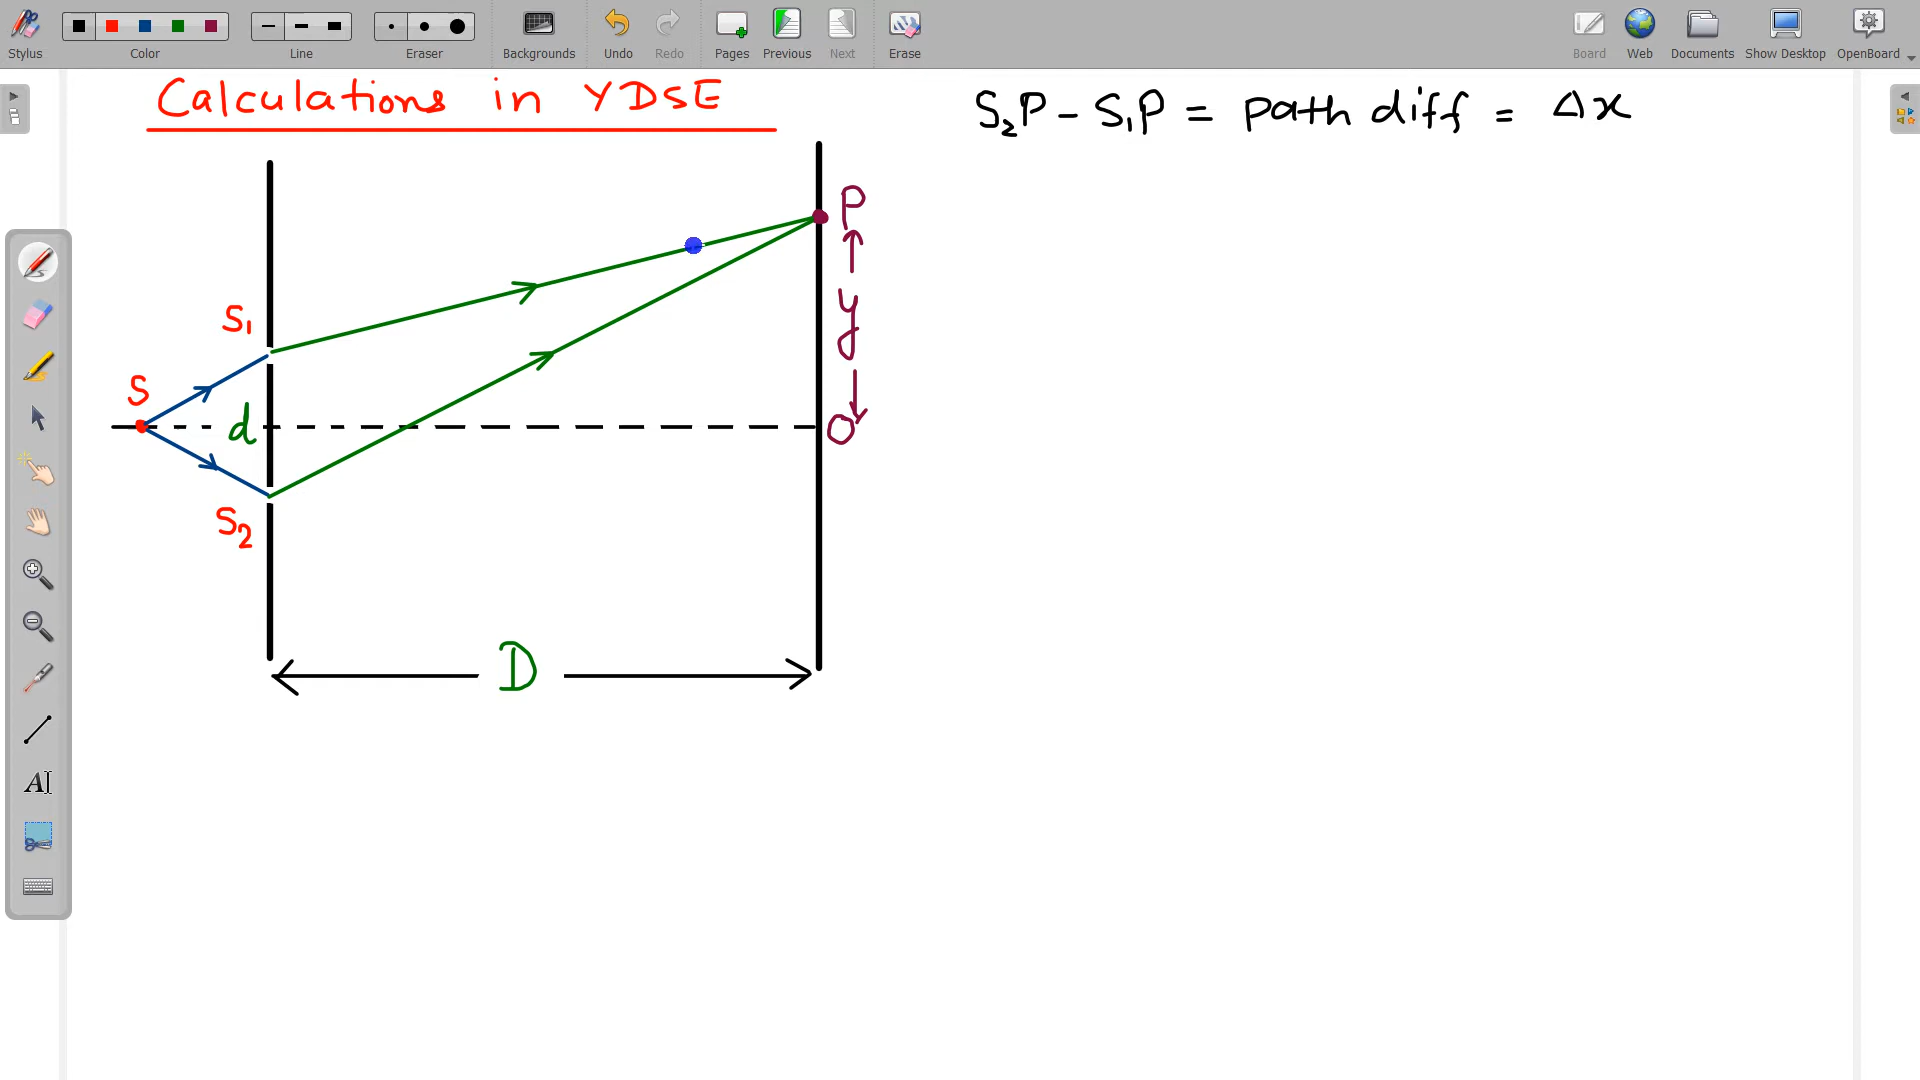 Stylus Color Line Eraser Backgrounds Undo Redo Pages Previous Next Erase Board Web Documents Show Desktop OpenBoard
Calculations in YDSE
S₂P - S₁P = path diff = Δx
P
y
S₁
S
d
O
S₂
D